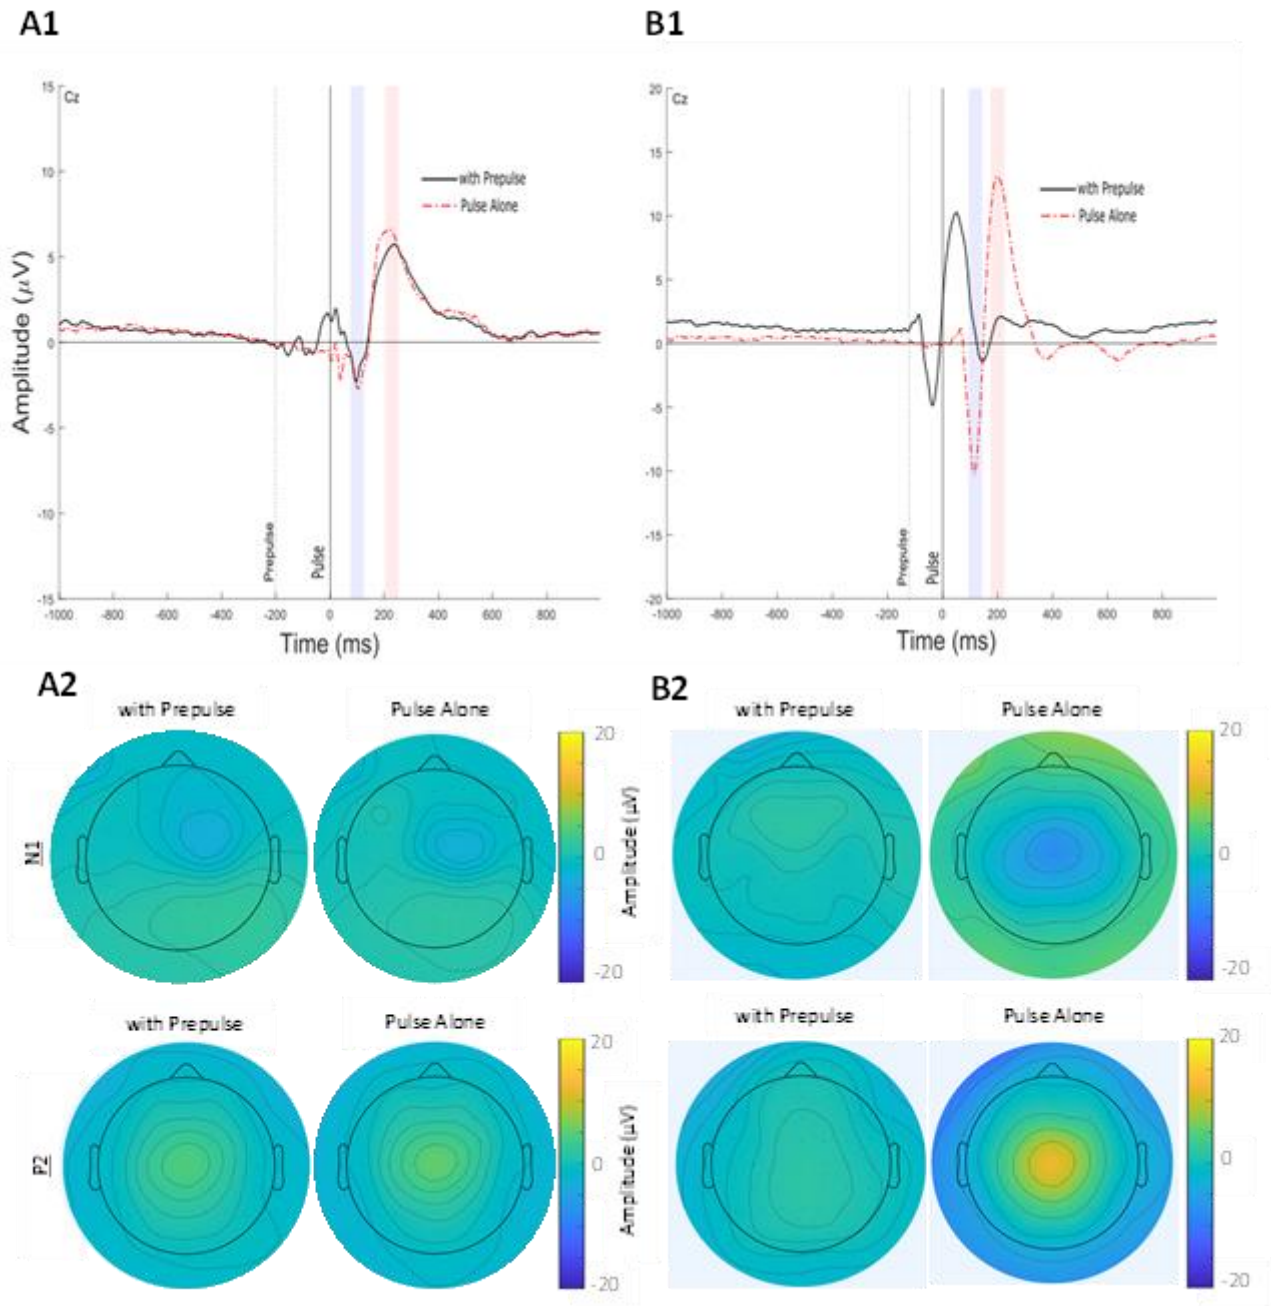 A1
B1
15
Cz
10
5
0
-5
-10
-15
Amplitude (μV)
with Prepulse
Pulse Alone
Prepulse
Pulse
-1000 -800 -600 -400 -200 0 200 400 600 800
Time (ms)
20
Cz
15
10
5
0
-5
-10
-15
-20
with Prepulse
Pulse Alone
Prepulse
Pulse
-1000 -800 -600 -400 -200 0 200 400 600 800
Time (ms)
A2
with Prepulse
Pulse Alone
N1
20
0
-20
Amplitude (μV)
with Prepulse
Pulse Alone
P2
20
0
-20
Amplitude (μV)
B2
with Prepulse
Pulse Alone
20
0
-20
with Prepulse
Pulse Alone
20
0
-20